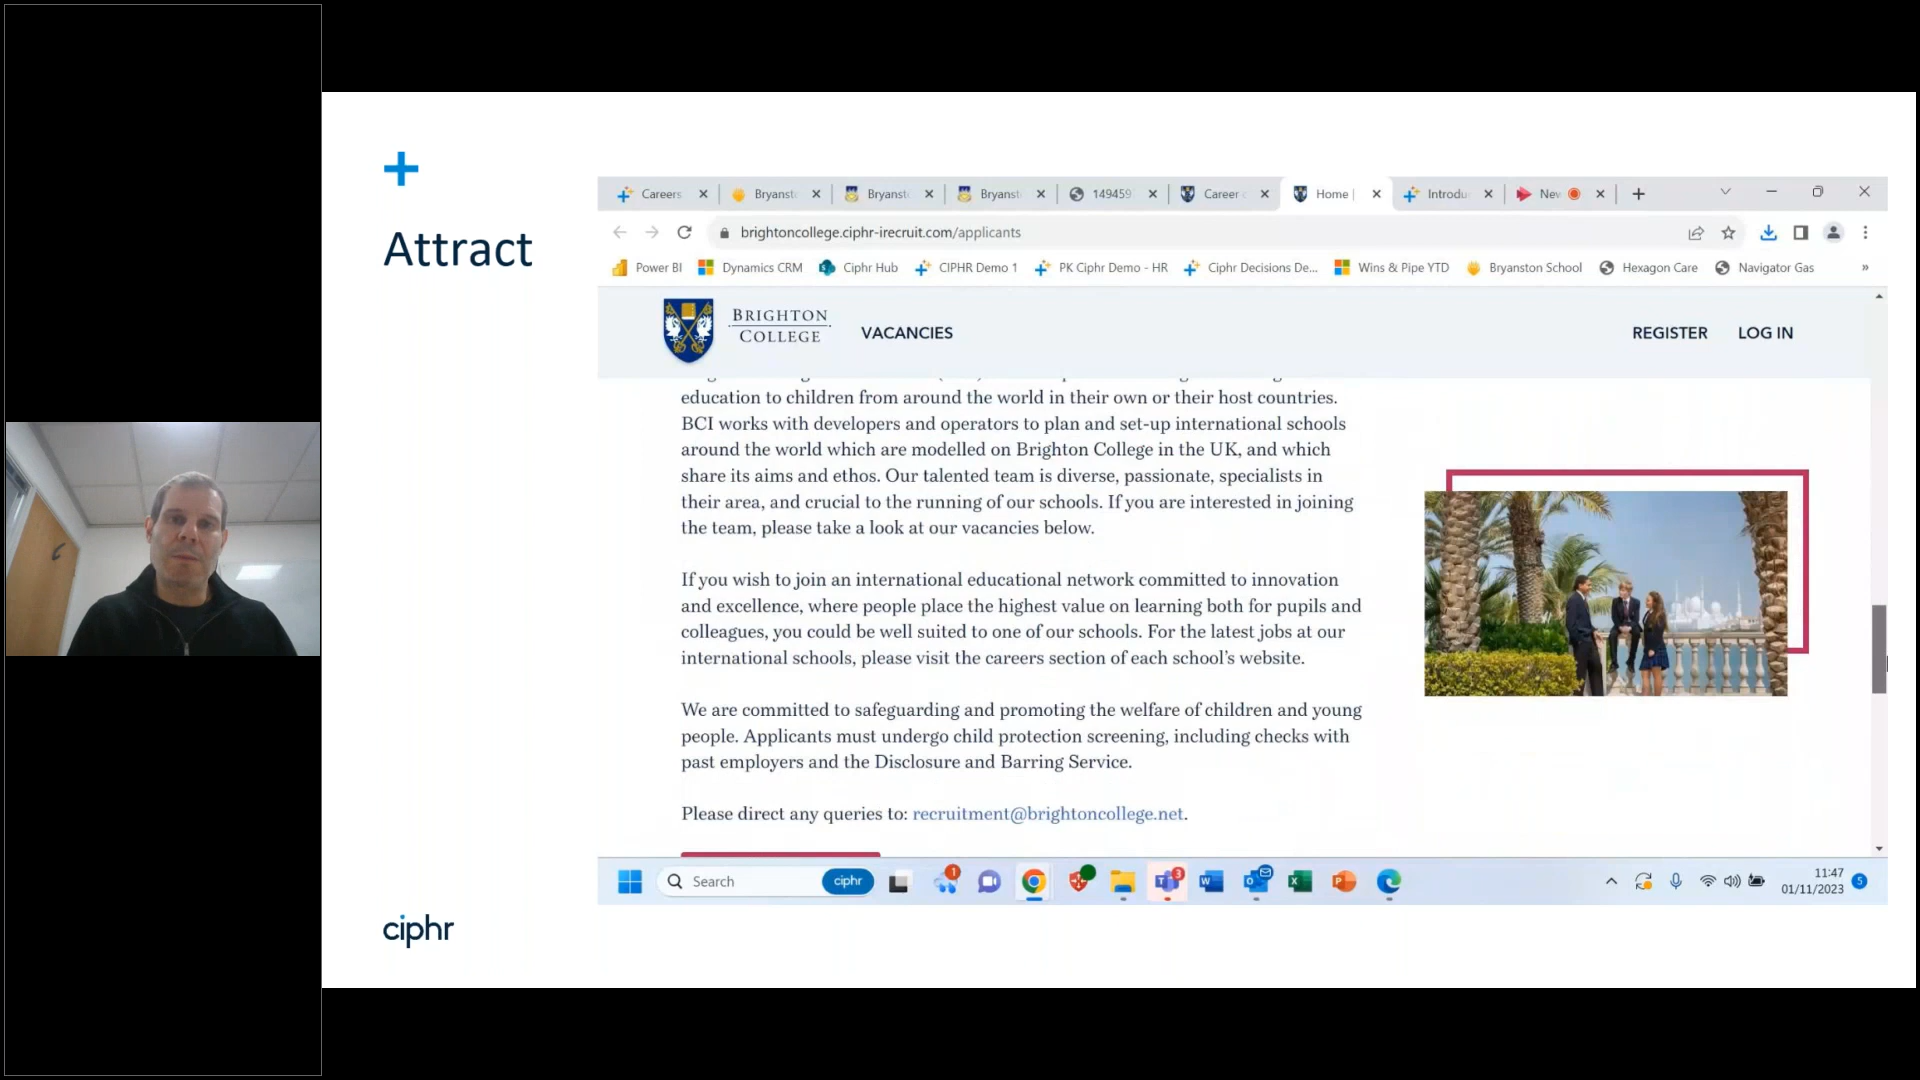 Attract
Careers
Bryansto
Bryansto
Bryansto
149459
Career
Home |
Introdu
New
brightoncollege.ciphr-irecruit.com/applicants
Power BI
Dynamics CRM
Ciphr Hub
CIPHR Demo 1
PK Ciphr Demo - HR
Ciphr Decisions De...
Wins & Pipe YTD
Bryanston School
Hexagon Care
Navigator Gas
»
BRIGHTON
COLLEGE
VACANCIES
REGISTER
LOG IN
education to children from around the world in their own or their host countries.
BCI works with developers and operators to plan and set-up international schools
around the world which are modelled on Brighton College in the UK, and which
share its aims and ethos. Our talented team is diverse, passionate, specialists in
their area, and crucial to the running of our schools. If you are interested in joining
the team, please take a look at our vacancies below.
If you wish to join an international educational network committed to innovation
and excellence, where people place the highest value on learning both for pupils and
colleagues, you could be well suited to one of our schools. For the latest jobs at our
international schools, please visit the careers section of each school's website.
We are committed to safeguarding and promoting the welfare of children and young
people. Applicants must undergo child protection screening, including checks with
past employers and the Disclosure and Barring Service.
Please direct any queries to: recruitment@brightoncollege.net.
Search
ciphr
11:47
01/11/2023
5
ciphr